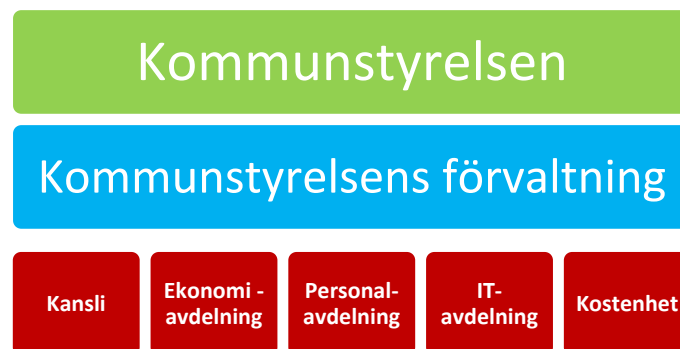 Kommunstyrelsen
Kommunstyrelsens förvaltning
Kansli
Ekonomi -
avdelning
Personal-
avdelning
IT-
avdelning
Kostenhet